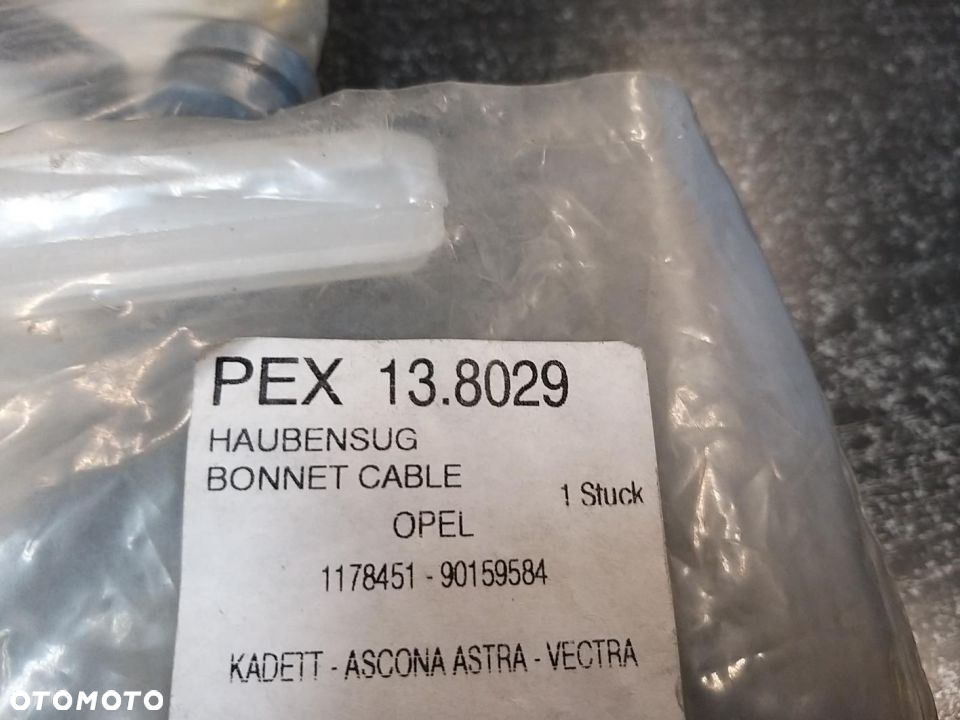 PEX 13.8029
HAUBENSUG
BONNET CABLE
1 Stuck
OPEL
1178451 - 90159584
KADETT - ASCONA ASTRA - VECTRA
OTOMOTO